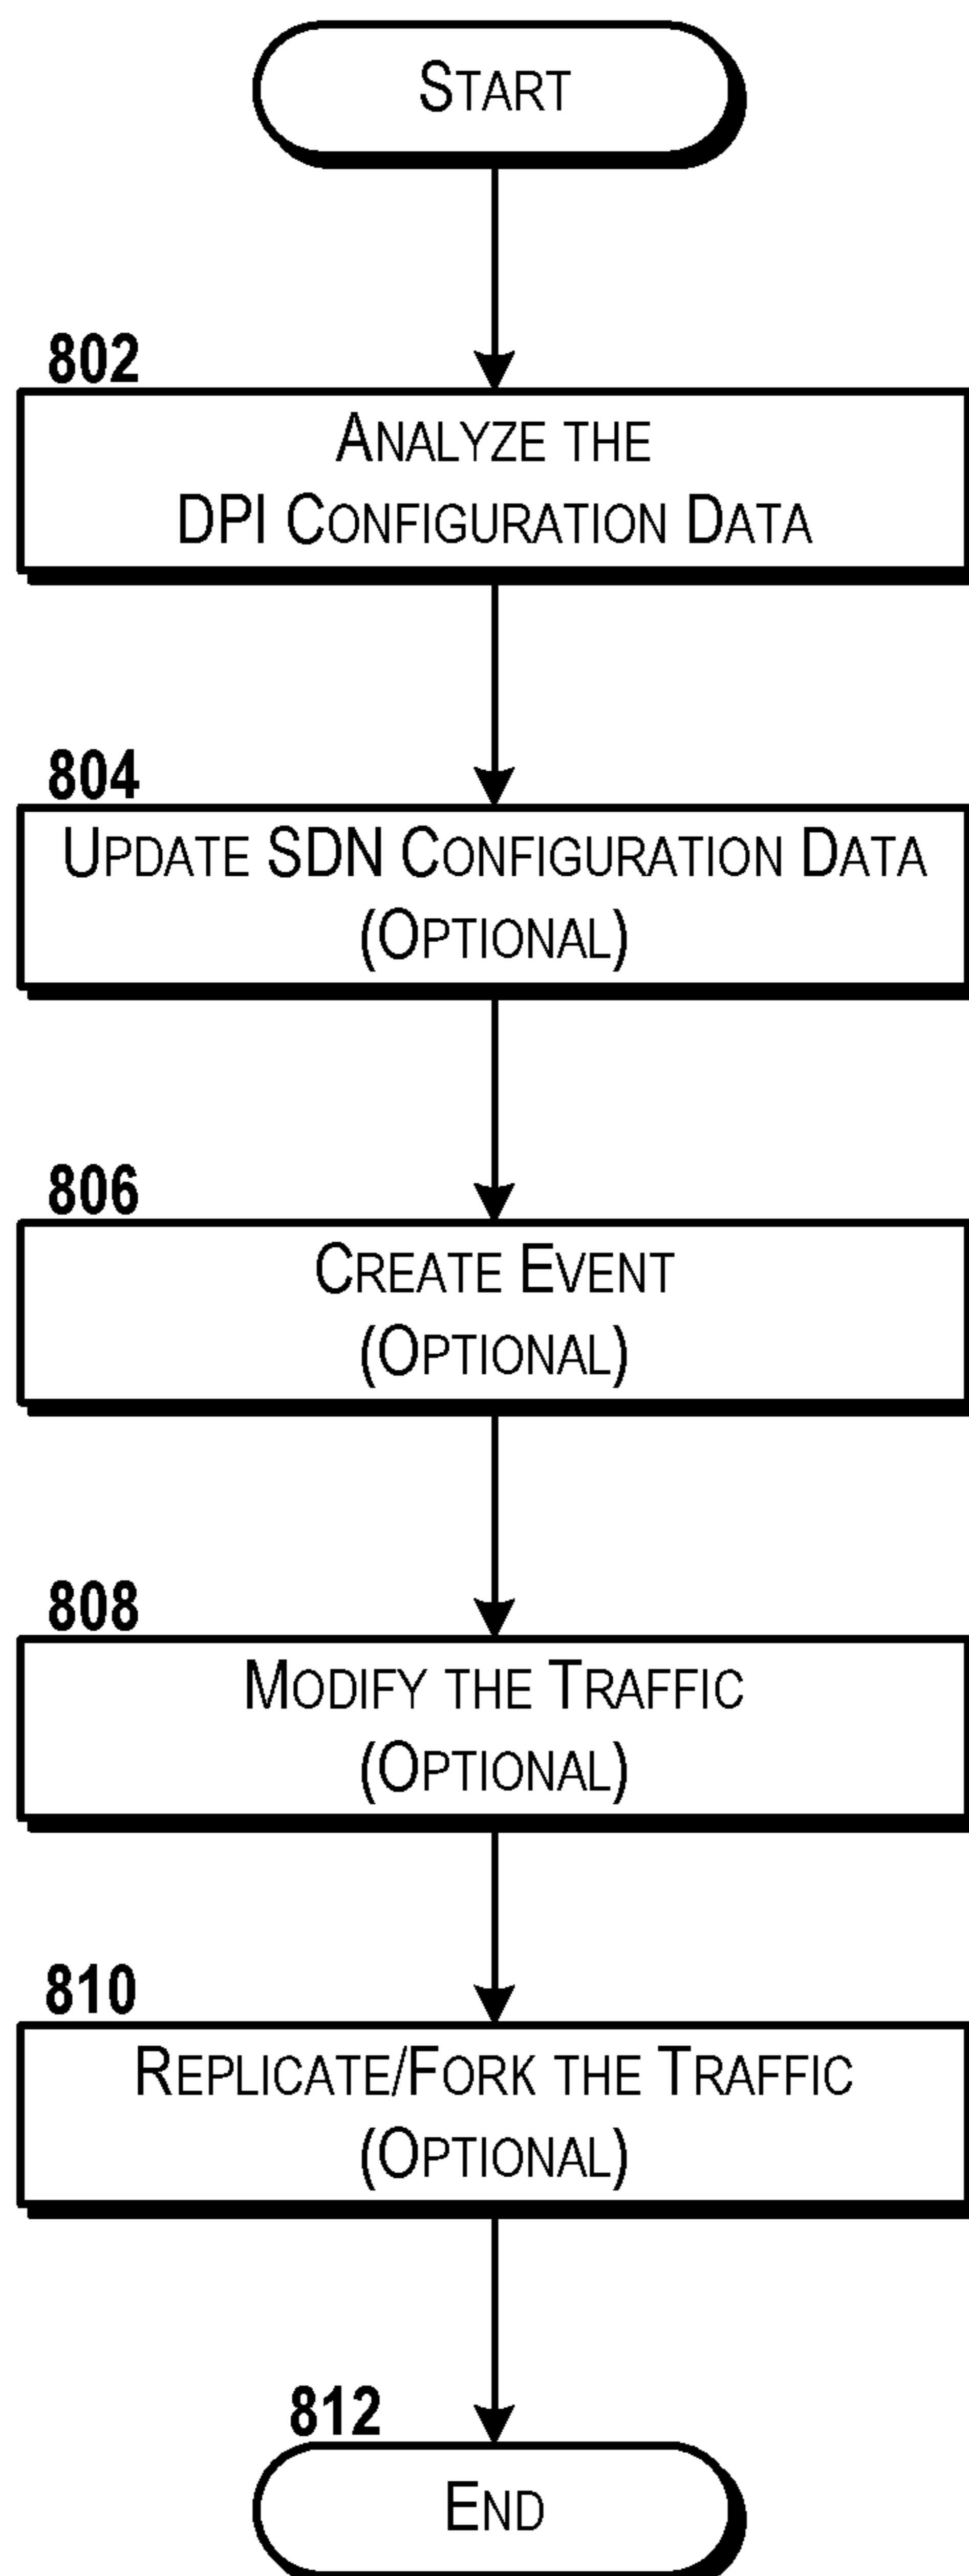 START
802
ANALYZE THE
DPI CONFIGURATION DATA
804
UPDATE SDN CONFIGURATION DATA
(OPTIONAL)
806
CREATE EVENT
(OPTIONAL)
808
MODIFY THE TRAFFIC
(OPTIONAL)
810
REPLICATE/FORK THE TRAFFIC
(OPTIONAL)
812
END